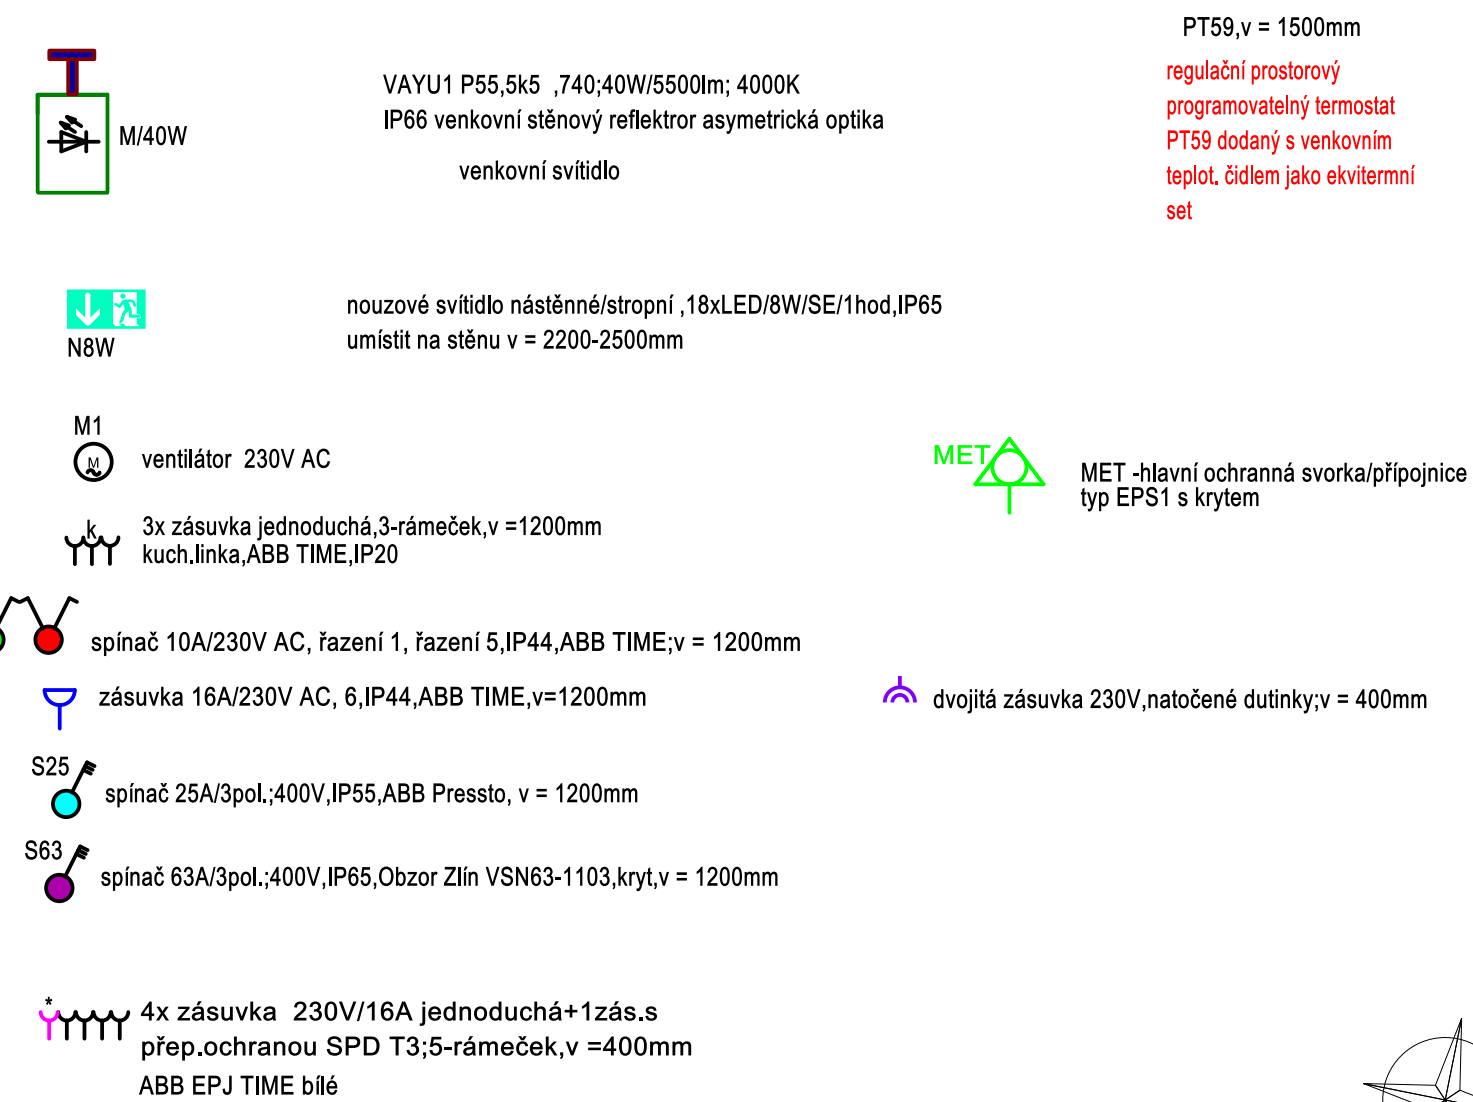 PT59,v = 1500mm
regulační prostorový
programovatelný termostat
PT59 dodaný s venkovním
teplot. čidlem jako ekvitermní
set
VAYU1 P55,5k5 ,740;40W/5500lm; 4000K
IP66 venkovní stěnový reflektror asymetrická optika
venkovní svítidlo
M/40W
nouzové svítidlo nástěnné/stropní ,18xLED/8W/SE/1hod,IP65
umístit na stěnu v = 2200-2500mm
N8W
M1
M
ventilátor 230V AC
MET
MET -hlavní ochranná svorka/přípojnice
typ EPS1 s krytem
k
3x zásuvka jednoduchá,3-rámeček,v =1200mm
kuch.linka,ABB TIME,IP20
spínač 10A/230V AC, řazení 1, řazení 5,IP44,ABB TIME;v = 1200mm
zásuvka 16A/230V AC, 6,IP44,ABB TIME,v=1200mm
dvojitá zásuvka 230V,natočené dutinky;v = 400mm
S25
spínač 25A/3pol.;400V,IP55,ABB Pressto, v = 1200mm
S63
spínač 63A/3pol.;400V,IP65,Obzor Zlín VSN63-1103,kryt,v = 1200mm
*
4x zásuvka 230V/16A jednoduchá+1zás.s
přep.ochranou SPD T3;5-rámeček,v =400mm
ABB EPJ TIME bílé